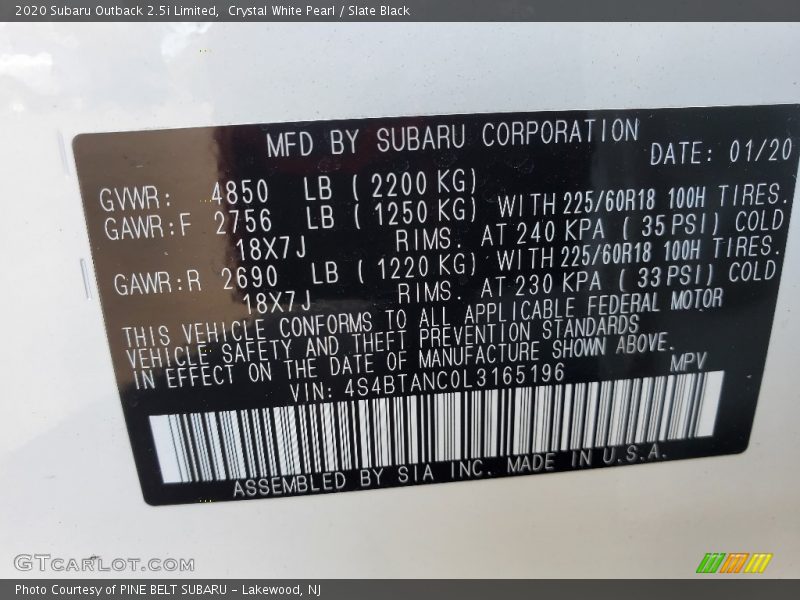 2020 Subaru Outback 2.5i Limited,  Crystal White Pearl / Slate Black
MFD BY SUBARU CORPORATION
DATE: 01/20
GVWR: 4850 LB ( 2200 KG)
GAWR:F 2756 LB ( 1250 KG) WITH 225/60R18 100H TIRES.
18X7J RIMS. AT 240 KPA ( 35 PSI) COLD
GAWR:R 2690 LB ( 1220 KG) WITH 225/60R18 100H TIRES.
18X7J RIMS. AT 230 KPA ( 33 PSI) COLD
THIS VEHICLE CONFORMS TO ALL APPLICABLE FEDERAL MOTOR
VEHICLE SAFETY AND THEFT PREVENTION STANDARDS
IN EFFECT ON THE DATE OF MANUFACTURE SHOWN ABOVE.
VIN: 4S4BTANC0L3165196 MPV
ASSEMBLED BY SIA INC. MADE IN U.S.A.
GTCARLOT.COM
Photo Courtesy of PINE BELT SUBARU - Lakewood, NJ